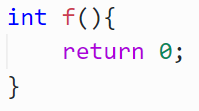 int f(){
    return 0;
}